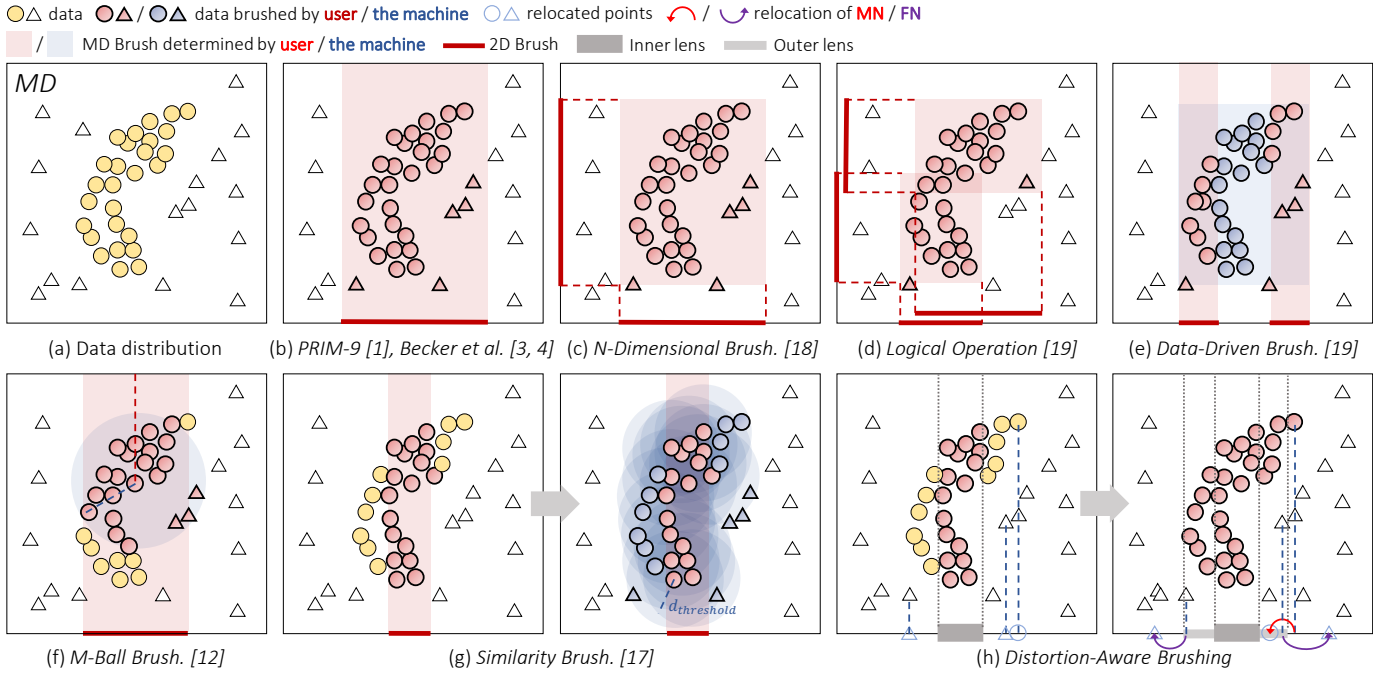 data / data brushed by user / the machine relocated points / relocation of MN / FN
/ MD Brush determined by user / the machine 2D Brush Inner lens Outer lens
MD
(a) Data distribution
(b) PRIM-9 [1], Becker et al. [3, 4]
(c) N-Dimensional Brush. [18]
(d) Logical Operation [19]
(e) Data-Driven Brush. [19]
d_threshold
(f) M-Ball Brush. [12]
(g) Similarity Brush. [17]
(h) Distortion-Aware Brushing